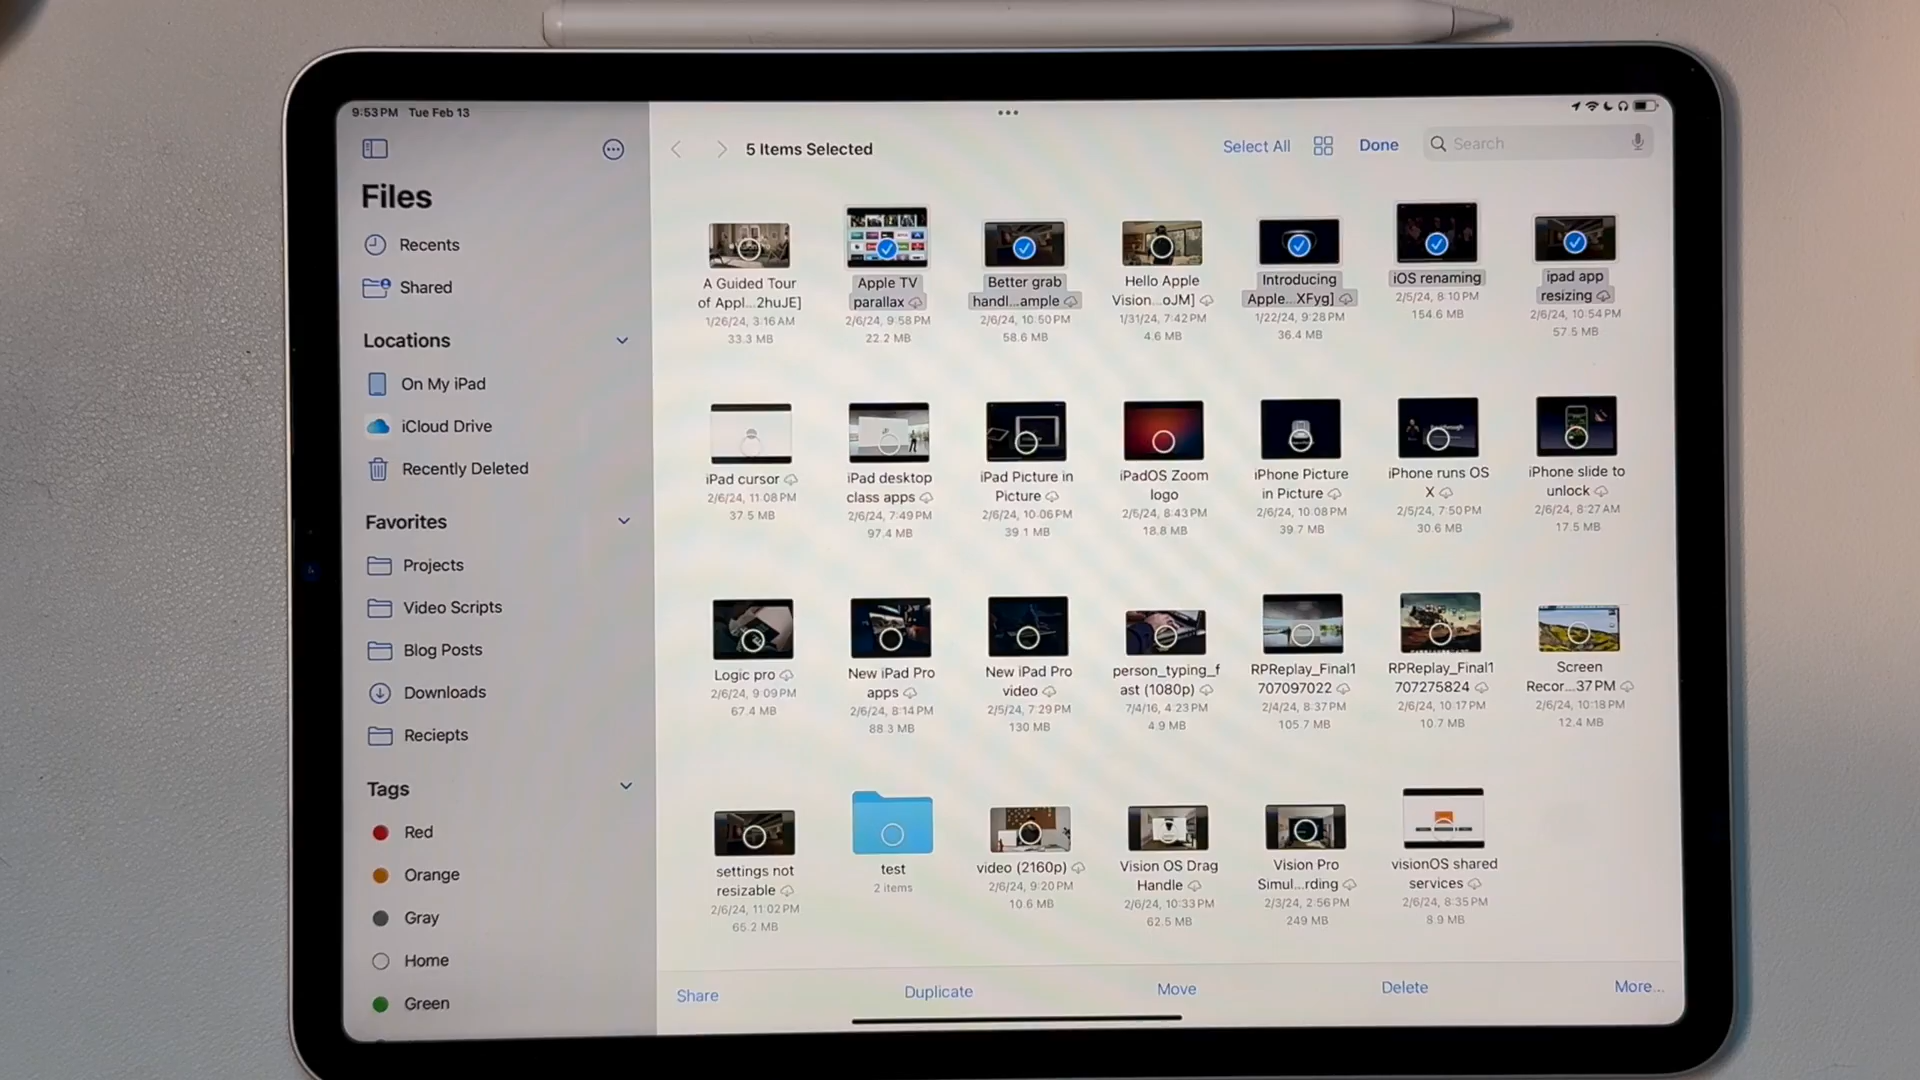 9:53 PM Tue Feb 13
Files
Recents
Shared
Locations
On My iPad
iCloud Drive
Recently Deleted
Favorites
Projects
Video Scripts
Blog Posts
Downloads
Reciepts
Tags
Red
Orange
Gray
Home
Green
5 Items Selected
Select All
Done
Search
A Guided Tour
of Appl...2huJE]
1/26/24, 3:16 AM
33.3 MB
Apple TV
parallax
2/6/24, 9:58 PM
22.2 MB
Better grab
handl...ample
2/6/24, 10:50 PM
58.6 MB
Hello Apple
Vision...oJM]
1/31/24, 7:42 PM
4.6 MB
Introducing
Apple...XFyg]
1/22/24, 9:28 PM
36.4 MB
iOS renaming
2/5/24, 8:10 PM
154.6 MB
ipad app
resizing
2/6/24, 10:54 PM
57.5 MB
iPad cursor
2/6/24, 11:08 PM
37.5 MB
iPad desktop
class apps
2/6/24, 7:49 PM
97.4 MB
iPad Picture in
Picture
2/6/24, 10:06 PM
39.1 MB
iPadOS Zoom
logo
2/5/24, 8:43 PM
18.8 MB
iPhone Picture
in Picture
2/6/24, 10:08 PM
39.7 MB
iPhone runs OS
X
2/5/24, 7:50 PM
30.6 MB
iPhone slide to
unlock
2/6/24, 8:27 AM
17.5 MB
Logic pro
2/6/24, 9:09 PM
67.4 MB
New iPad Pro
apps
2/6/24, 8:14 PM
88.3 MB
New iPad Pro
video
2/5/24, 7:29 PM
130 MB
person_typing_f
ast (1080p)
7/4/16, 4:23 PM
4.9 MB
RPReplay_Final1
707097022
2/4/24, 8:37 PM
105.7 MB
RPReplay_Final1
707275824
2/6/24, 10:17 PM
10.7 MB
Screen
Recor...37 PM
2/6/24, 10:18 PM
12.4 MB
settings not
resizable
2/6/24, 11:02 PM
65.2 MB
test
2 items
video (2160p)
2/6/24, 9:20 PM
10.6 MB
Vision OS Drag
Handle
2/6/24, 10:33 PM
62.5 MB
Vision Pro
Simul...rding
2/3/24, 2:56 PM
249 MB
visionOS shared
services
2/6/24, 8:35 PM
8.9 MB
Share
Duplicate
Move
Delete
More...